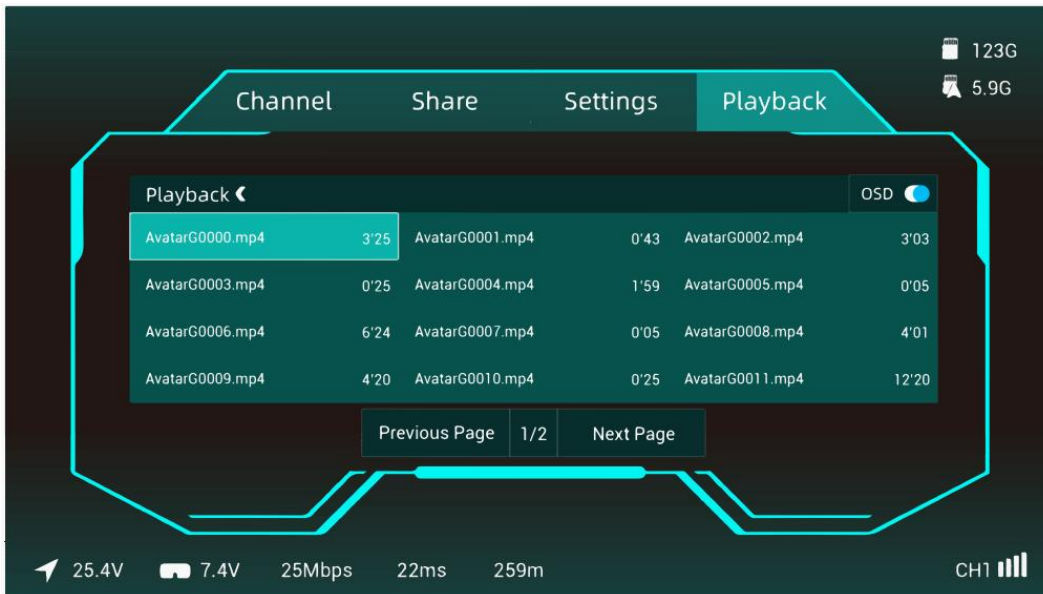 123G
5.9G
Channel Share Settings Playback
Playback
OSD
AvatarG0000.mp4 3'25 AvatarG0001.mp4 0'43 AvatarG0002.mp4 3'03
AvatarG0003.mp4 0'25 AvatarG0004.mp4 1'59 AvatarG0005.mp4 0'05
AvatarG0006.mp4 6'24 AvatarG0007.mp4 0'05 AvatarG0008.mp4 4'01
AvatarG0009.mp4 4'20 AvatarG0010.mp4 0'25 AvatarG0011.mp4 12'20
Previous Page 1/2 Next Page
25.4V 7.4V 25Mbps 22ms 259m CH1